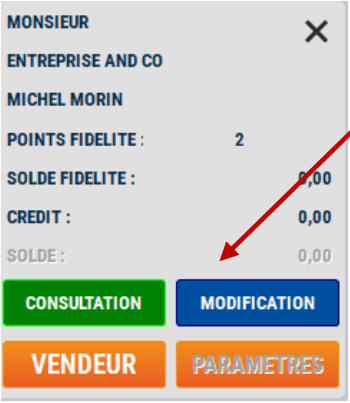 MONSIEUR
ENTREPRISE AND CO
MICHEL MORIN
POINTS FIDELITE : 2
SOLDE FIDELITE : 0,00
CREDIT : 0,00
SOLDE : 0,00
CONSULTATION MODIFICATION
VENDEUR PARAMETRES